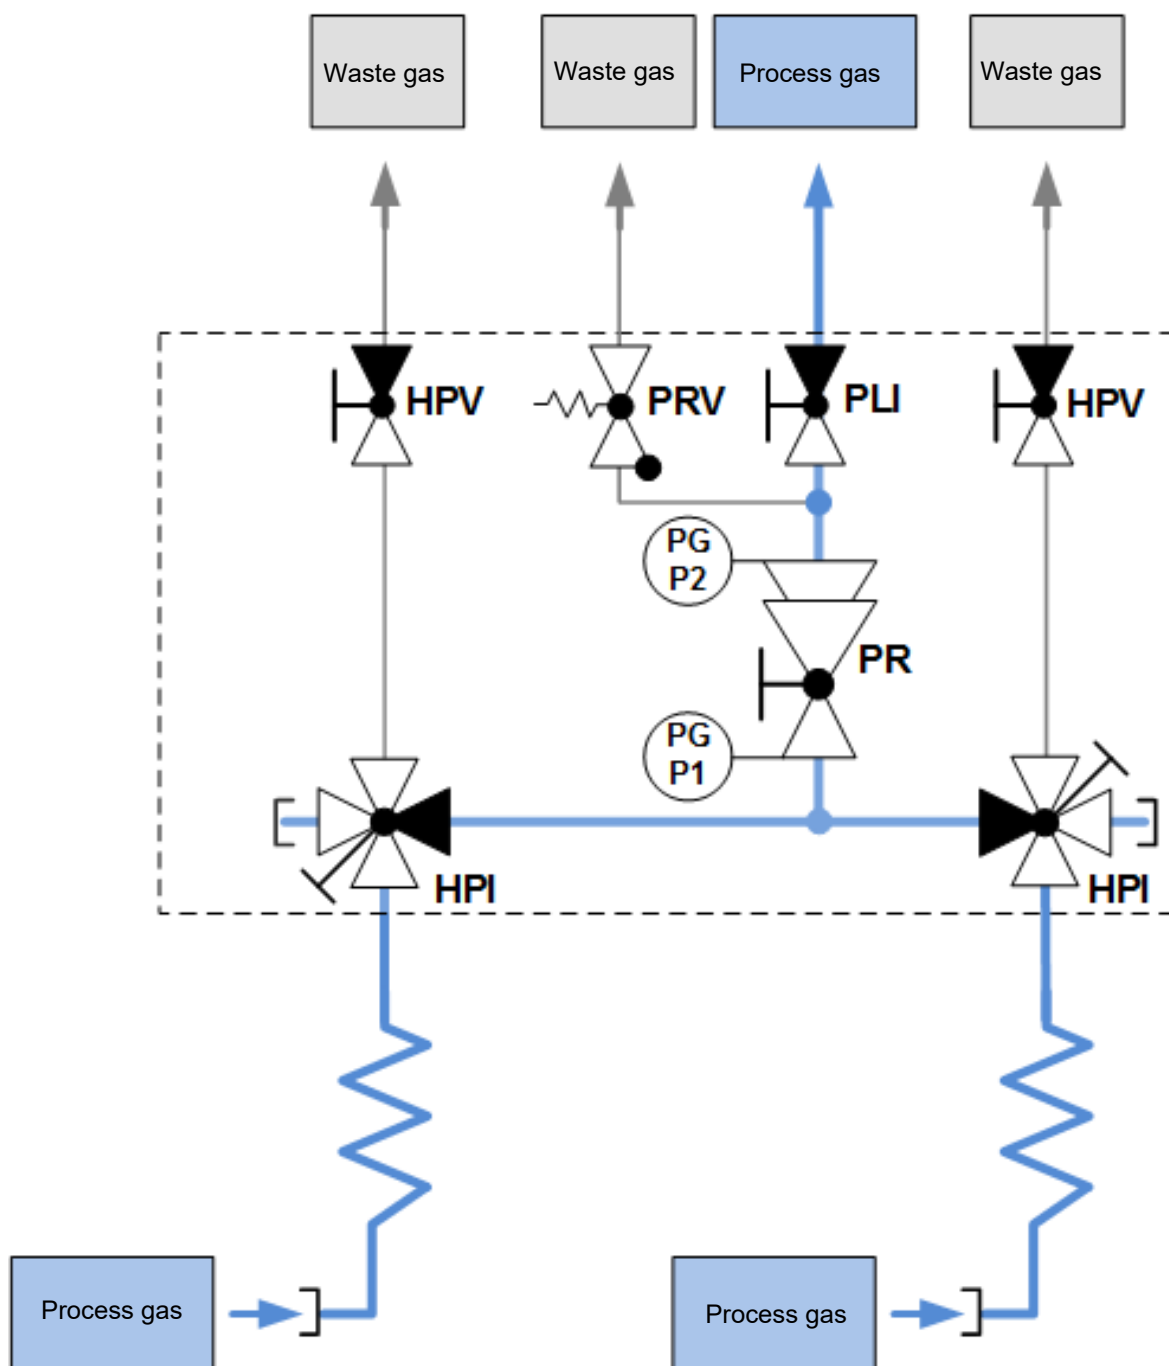 Waste gas
Waste gas
Process gas
Waste gas
HPV
PRV
PLI
HPV
PG
P2
PR
PG
P1
HPI
HPI
Process gas
Process gas